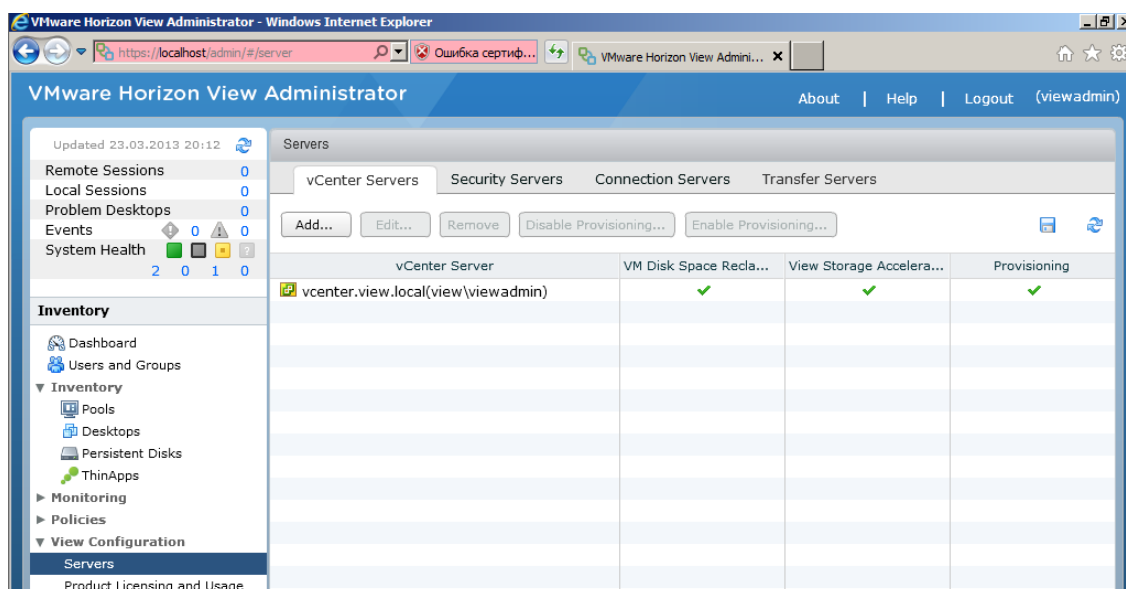 VMware Horizon View Administrator - Windows Internet Explorer
https://localhost/admin/#/server
Ошибка сертиф...
VMware Horizon View Admini...
VMware Horizon View Administrator
About | Help | Logout (viewadmin)
Updated 23.03.2013 20:12
Remote Sessions 0
Local Sessions 0
Problem Desktops 0
Events 0 0
System Health
2 0 1 0
Inventory
Dashboard
Users and Groups
Inventory
Pools
Desktops
Persistent Disks
ThinApps
Monitoring
Policies
View Configuration
Servers
Product Licensing and Usage
Servers
vCenter Servers Security Servers Connection Servers Transfer Servers
Add... Edit... Remove Disable Provisioning... Enable Provisioning...
vCenter Server VM Disk Space Recla... View Storage Accelera... Provisioning
vcenter.view.local(view\viewadmin)